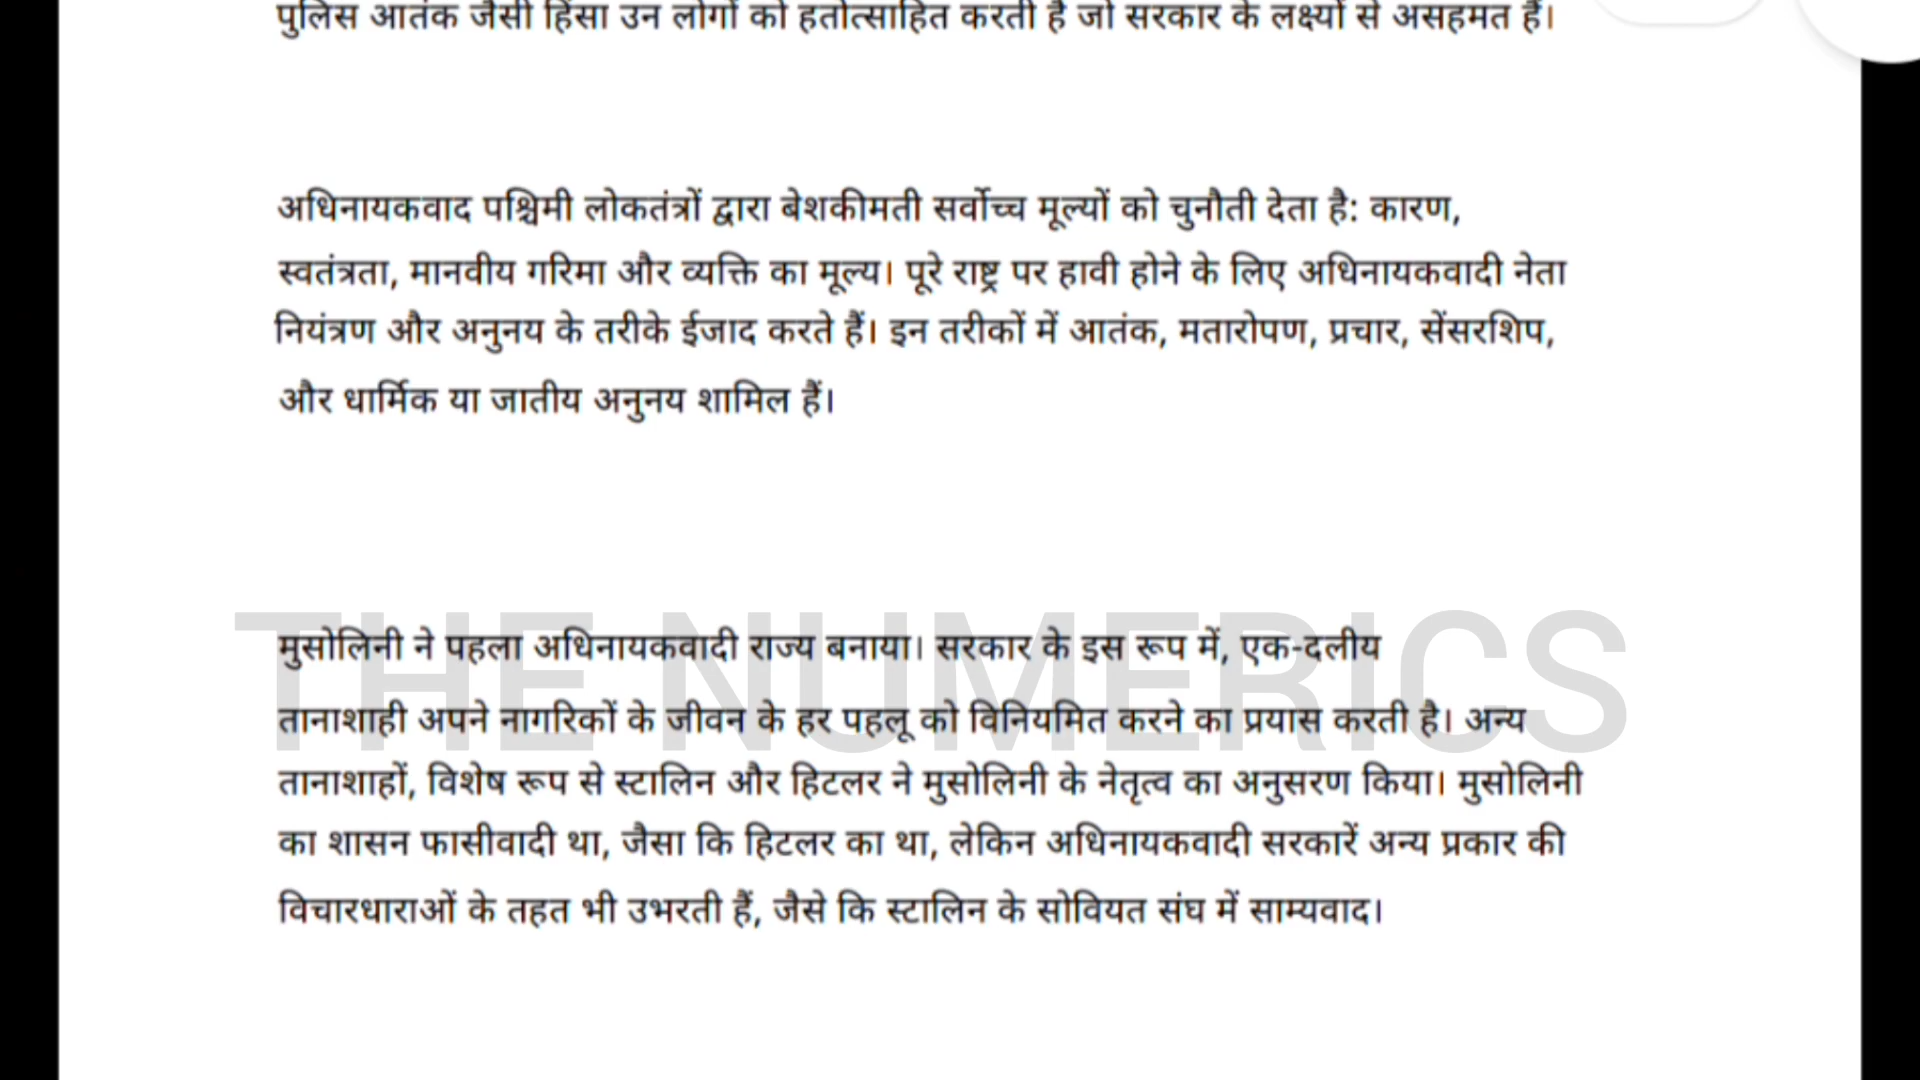 पुलिस आतंक जैसी हिंसा उन लोगों को हतोत्साहित करती है जो सरकार के लक्ष्यों से असहमत हैं।
अधिनायकवाद पश्चिमी लोकतंत्रों द्वारा बेशकीमती सर्वोच्च मूल्यों को चुनौती देता है: कारण,
स्वतंत्रता, मानवीय गरिमा और व्यक्ति का मूल्य। पूरे राष्ट्र पर हावी होने के लिए अधिनायकवादी नेता
नियंत्रण और अनुनय के तरीके ईजाद करते हैं। इन तरीकों में आतंक, मतारोपण, प्रचार, सेंसरशिप,
और धार्मिक या जातीय अनुनय शामिल हैं।
THE NUMERICS
मुसोलिनी ने पहला अधिनायकवादी राज्य बनाया। सरकार के इस रूप में, एक-दलीय
तानाशाही अपने नागरिकों के जीवन के हर पहलू को विनियमित करने का प्रयास करती है। अन्य
तानाशाहों, विशेष रूप से स्टालिन और हिटलर ने मुसोलिनी के नेतृत्व का अनुसरण किया। मुसोलिनी
का शासन फासीवादी था, जैसा कि हिटलर का था, लेकिन अधिनायकवादी सरकारें अन्य प्रकार की
विचारधाराओं के तहत भी उभरती हैं, जैसे कि स्टालिन के सोवियत संघ में साम्यवाद।